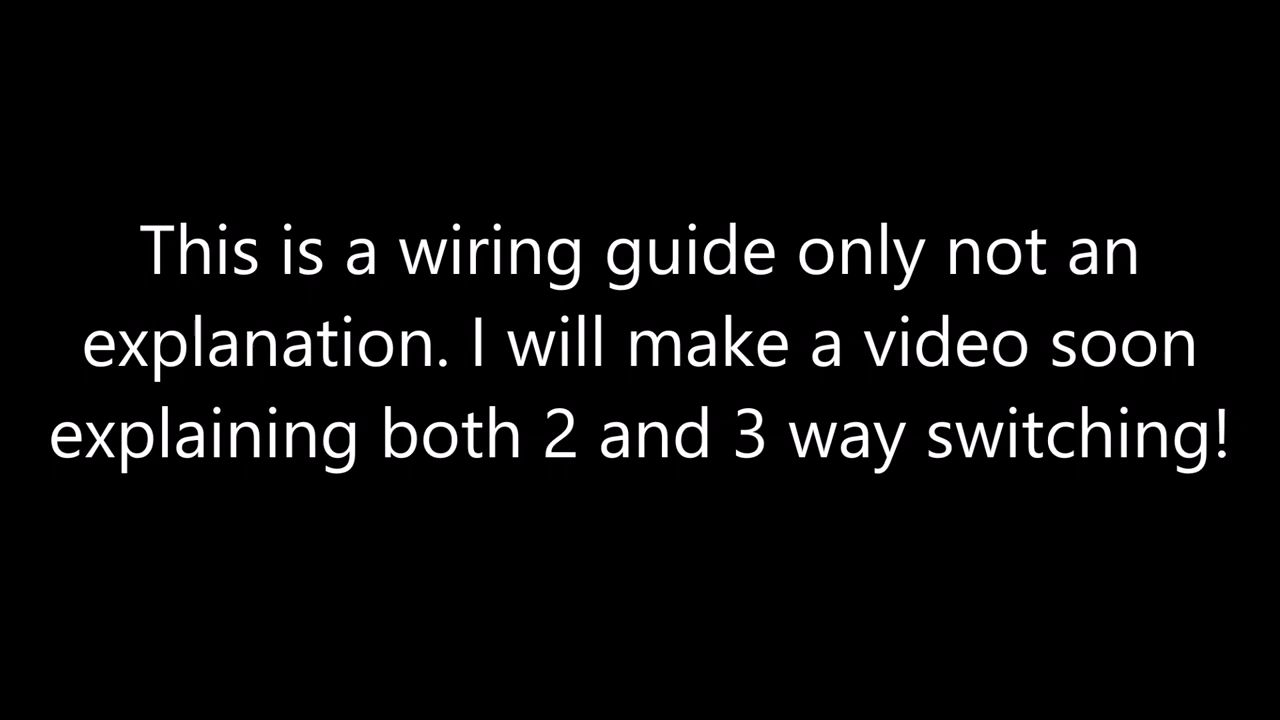 This is a wiring guide only not an
explanation. I will make a video soon
explaining both 2 and 3 way switching!